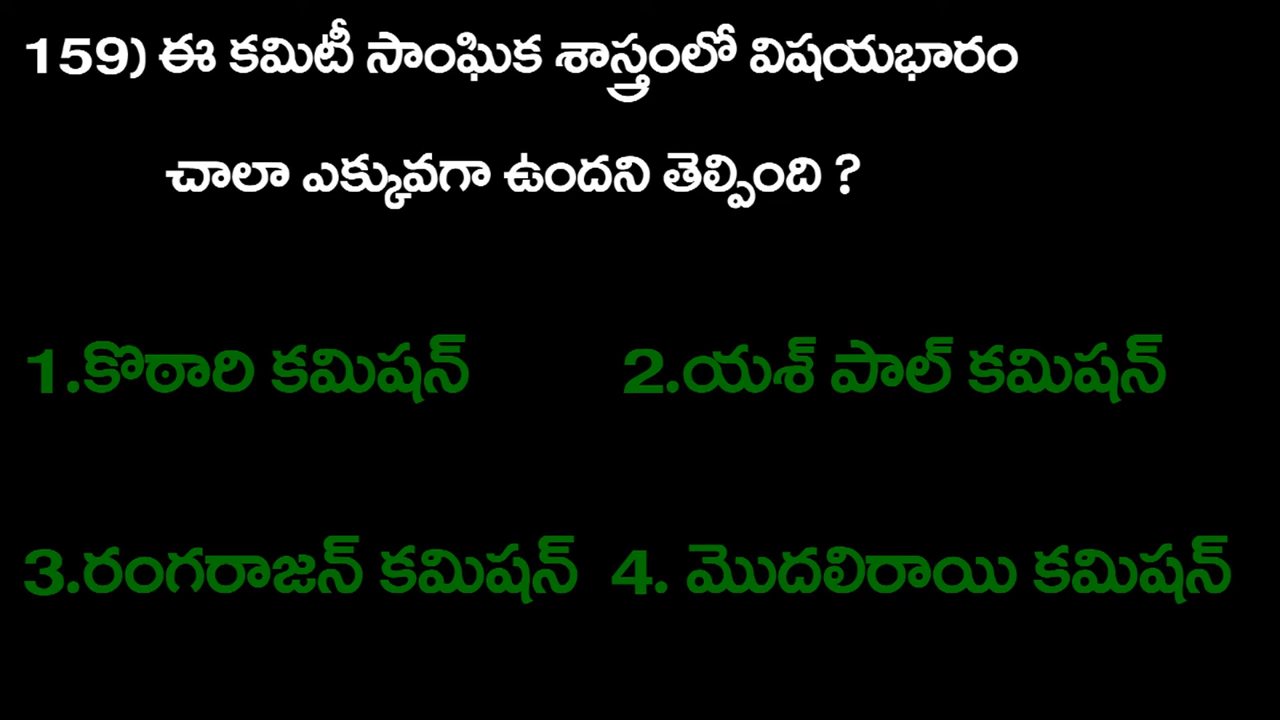 159) ఈ కమిటీ సాంఘిక శాస్త్రంలో విషయభారం
చాలా ఎక్కువగా ఉందని తెల్పింది ?
1.కొఠారి కమిషన్ 2.యశ్ పాల్ కమిషన్
3.రంగరాజన్ కమిషన్ 4. మొదలిరాయి కమిషన్